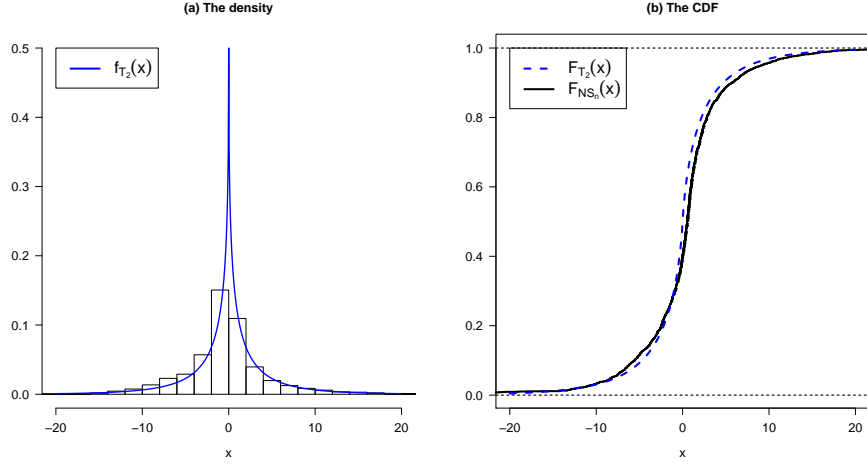 (a) The density
0.5
0.4
0.3
0.2
0.1
0.0
f_{T_2}(x)
−20 −10 0 10 20
x
(b) The CDF
1.0
0.8
0.6
0.4
0.2
0.0
F_{T_2}(x)
F_{NS_n}(x)
−20 −10 0 10 20
x